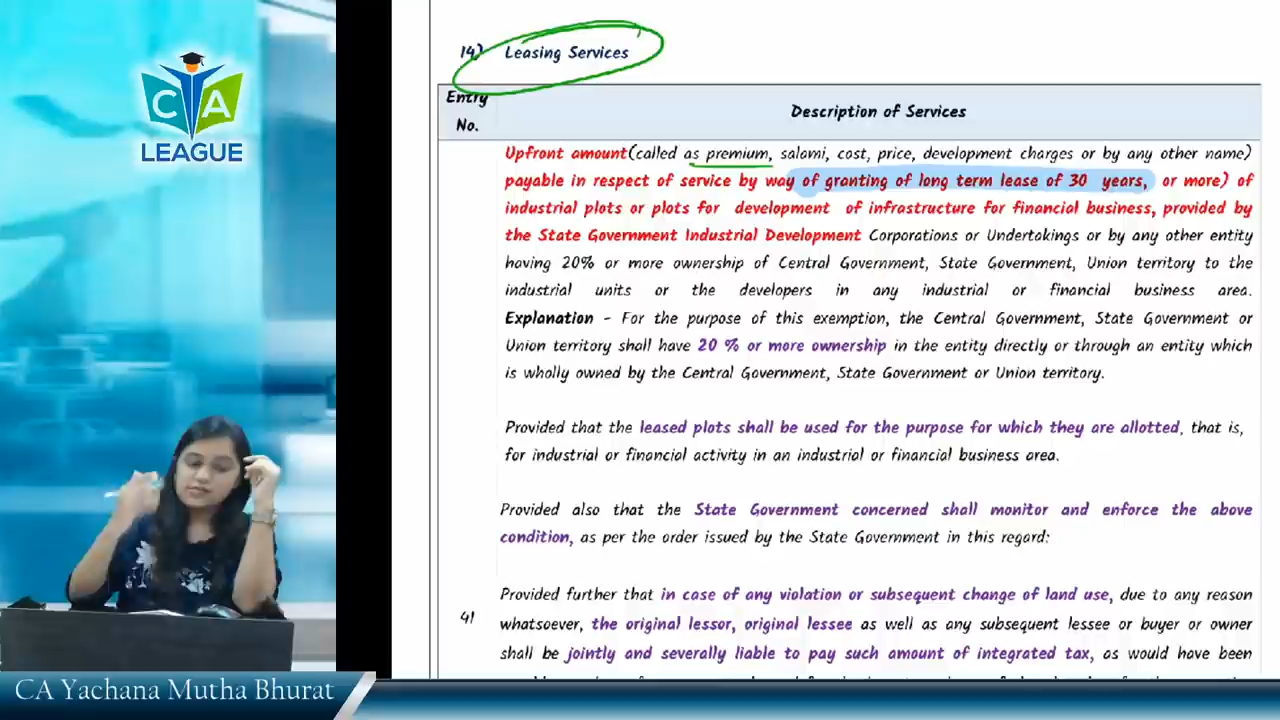 C A
LEAGUE
14) Leasing Services
Entry No.
Description of Services
Upfront amount(called as premium, salami, cost, price, development charges or by any other name)
payable in respect of service by way of granting of long term lease of 30 years, or more) of
industrial plots or plots for development of infrastructure for financial business, provided by
the State Government Industrial Development Corporations or Undertakings or by any other entity
having 20% or more ownership of Central Government, State Government, Union territory to the
industrial units or the developers in any industrial or financial business area.
Explanation - For the purpose of this exemption, the Central Government, State Government or
Union territory shall have 20 % or more ownership in the entity directly or through an entity which
is wholly owned by the Central Government, State Government or Union territory.
Provided that the leased plots shall be used for the purpose for which they are allotted, that is,
for industrial or financial activity in an industrial or financial business area.
Provided also that the State Government concerned shall monitor and enforce the above
condition, as per the order issued by the State Government in this regard:
Provided further that in case of any violation or subsequent change of land use, due to any reason
41
whatsoever, the original lessor, original lessee as well as any subsequent lessee or buyer or owner
shall be jointly and severally liable to pay such amount of integrated tax, as would have been
CA Yachana Mutha Bhurat